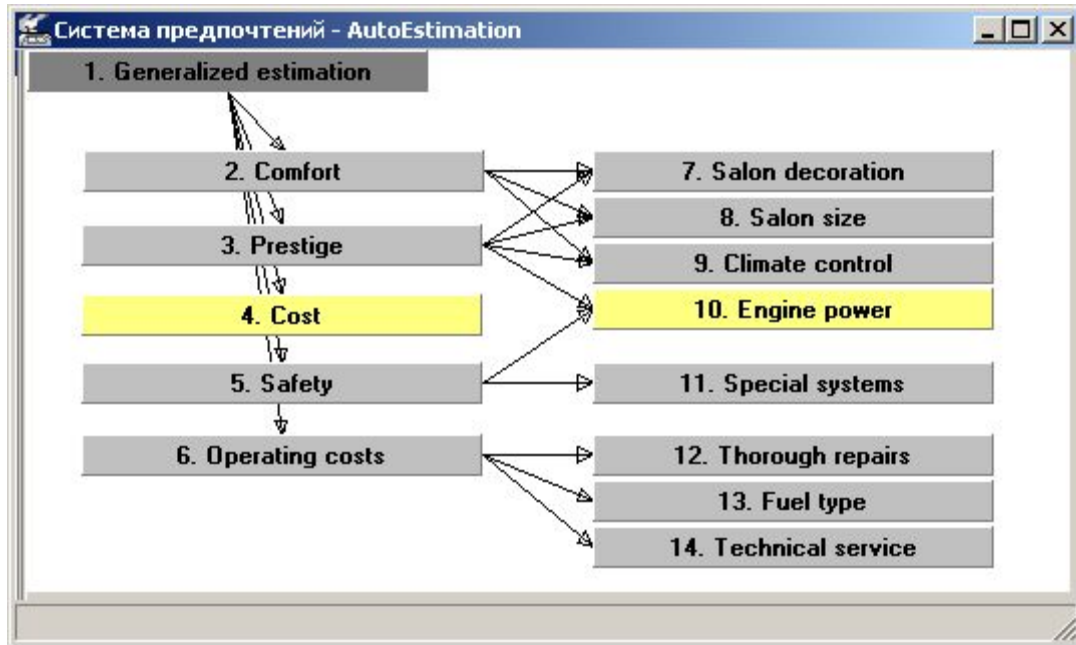 Система предпочтений - AutoEstimation
1. Generalized estimation
2. Comfort
3. Prestige
4. Cost
5. Safety
6. Operating costs
7. Salon decoration
8. Salon size
9. Climate control
10. Engine power
11. Special systems
12. Thorough repairs
13. Fuel type
14. Technical service